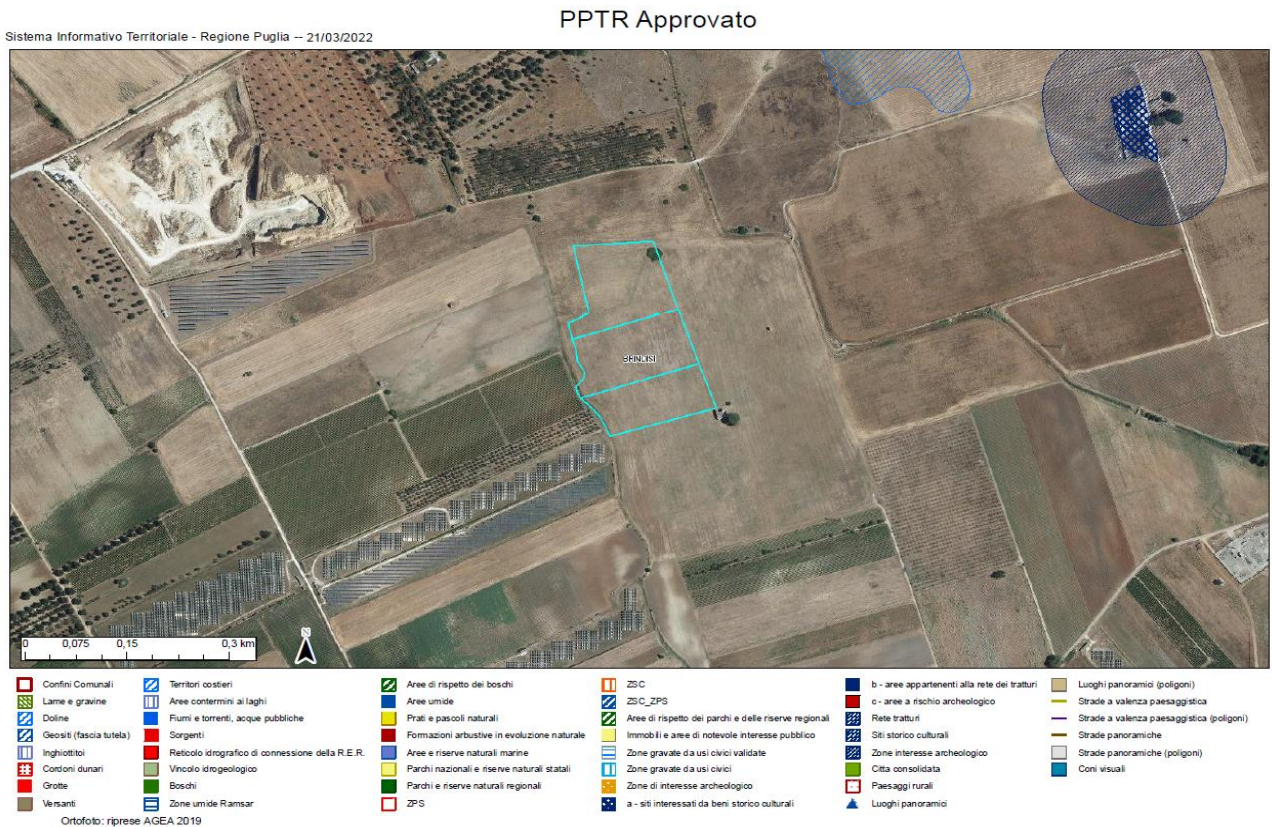 PPTR Approvato
Sistema Informativo Territoriale - Regione Puglia -- 21/03/2022
BRINDISI
0 0,075 0,15 0,3 km
N
Confini Comunali
Lame e gravine
Doline
Geositi (fascia tutela)
Inghiottitoi
Cordoni dunari
Grotte
Versanti
Territori costieri
Aree contermini ai laghi
Fiumi e torrenti, acque pubbliche
Sorgenti
Reticolo idrografico di connessione della R.E.R.
Vincolo idrogeologico
Boschi
Zone umide Ramsar
Aree di rispetto dei boschi
Aree umide
Prati e pascoli naturali
Formazioni arbustive in evoluzione naturale
Aree e riserve naturali marine
Parchi nazionali e riserve naturali statali
Parchi e riserve naturali regionali
ZPS
ZSC
ZSC_ZPS
Aree di rispetto dei parchi e delle riserve regionali
Immobili e aree di notevole interesse pubblico
Zone gravate da usi civici validate
Zone gravate da usi civici
Zone di interesse archeologico
a - siti interessati da beni storico culturali
b - aree appartenenti alla rete dei tratturi
c - aree a rischio archeologico
Rete tratturi
Siti storico culturali
Zone interesse archeologico
Citta consolidata
Paesaggi rurali
Luoghi panoramici
Luoghi panoramici (poligoni)
Strade a valenza paesaggistica
Strade a valenza paesaggistica (poligoni)
Strade panoramiche
Strade panoramiche (poligoni)
Coni visuali
Ortofoto: riprese AGEA 2019